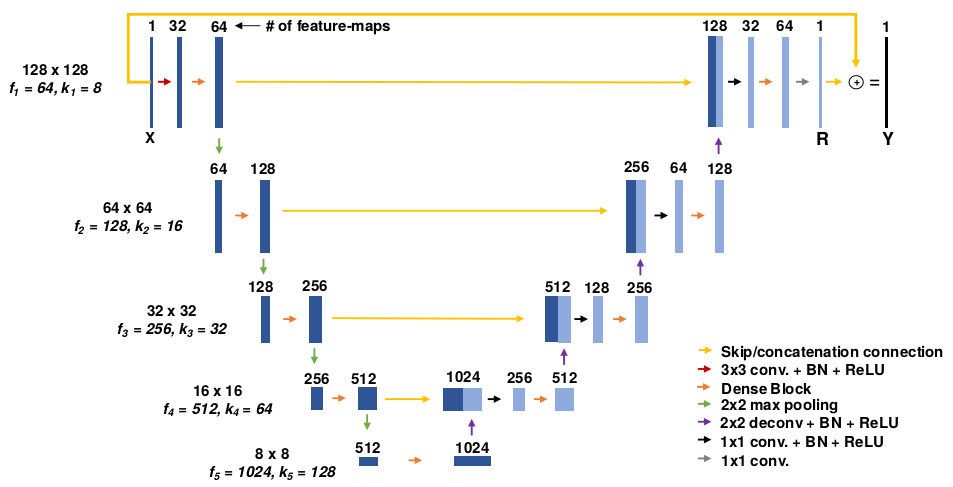 1 32 64 # of feature-maps 128 32 64 1 1
128 x 128
f1 = 64, k1 = 8
X R Y
+ =
64 128 256 64 128
64 x 64
f2 = 128, k2 = 16
128 256 512 128 256
32 x 32
f3 = 256, k3 = 32
256 512 1024 256 512
16 x 16
f4 = 512, k4 = 64
512 1024
8 x 8
f5 = 1024, k5 = 128
Skip/concatenation connection
3x3 conv. + BN + ReLU
Dense Block
2x2 max pooling
2x2 deconv + BN + ReLU
1x1 conv. + BN + ReLU
1x1 conv.